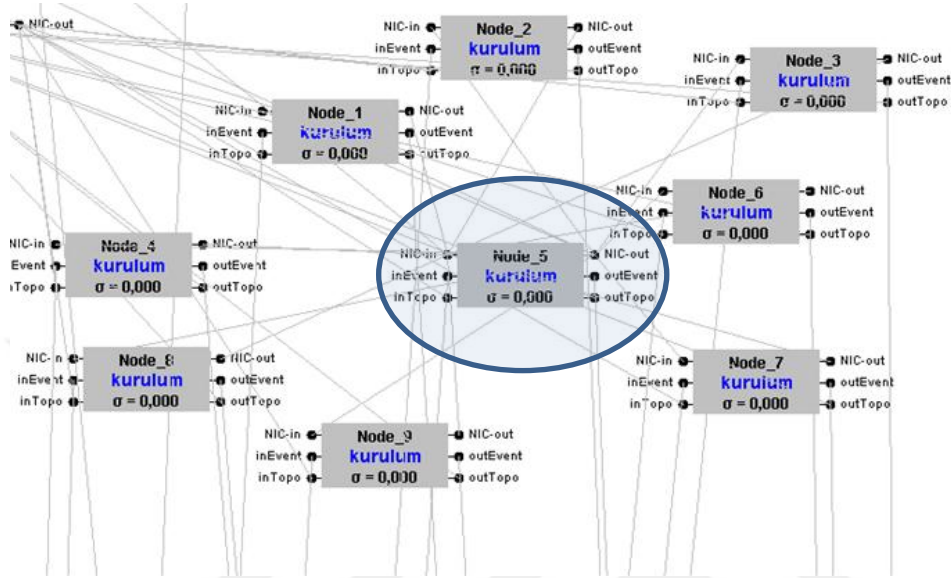 NIC-out
NIC-in Node_2 NIC-out
inEvent kurulum outEvent
inTopo σ = 0,000 outTopo
NIC-in Node_3 NIC-out
inEvent kurulum outEvent
inTopo σ = 0,000 outTopo
NIC-in Node_1 NIC-out
inEvent kurulum outEvent
inTopo σ = 0,000 outTopo
NIC-in Node_6 NIC-out
inEvent kurulum outEvent
inTopo σ = 0,000 outTopo
NIC-in Node_4 NIC-out
Event kurulum outEvent
nTopo σ = 0,000 outTopo
NIC-in Node_5 NIC-out
inEvent kurulum outEvent
inTopo σ = 0,000 outTopo
NIC-in Node_8 NIC-out
inEvent kurulum outEvent
inTopo σ = 0,000 outTopo
NIC-in Node_7 NIC-out
inEvent kurulum outEvent
inTopo σ = 0,000 outTopo
NIC-in Node_9 NIC-out
inEvent kurulum outEvent
inTopo σ = 0,000 outTopo